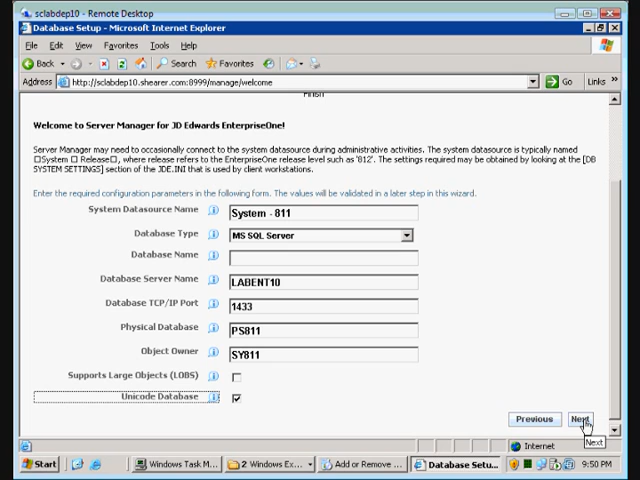 sclabdep10 - Remote Desktop
Database Setup - Microsoft Internet Explorer
File Edit View Favorites Tools Help
Back Search Favorites
Address http://sclabdep10.shearer.com:8999/manage/welcome Go Links »
Finish
Welcome to Server Manager for JD Edwards EnterpriseOne!
Server Manager may need to occasionally connect to the system datasource during administrative activities. The system datasource is typically named
□System □ Release□, where release refers to the EnterpriseOne release level such as '812'. The settings required may be obtained by looking at the [DB
SYSTEM SETTINGS] section of the JDE.INI that is used by client workstations.
Enter the required configuration parameters in the following form. The values will be validated in a later step in this wizard.
System Datasource Name System - 811
Database Type MS SQL Server
Database Name
Database Server Name LABENT10
Database TCP/IP Port 1433
Physical Database PS811
Object Owner SY811
Supports Large Objects (LOBS)
Unicode Database
Previous Next
Next
Internet
Start Windows Task M... 2 Windows Ex... Add or Remove ... Database Setu... 9:50 PM